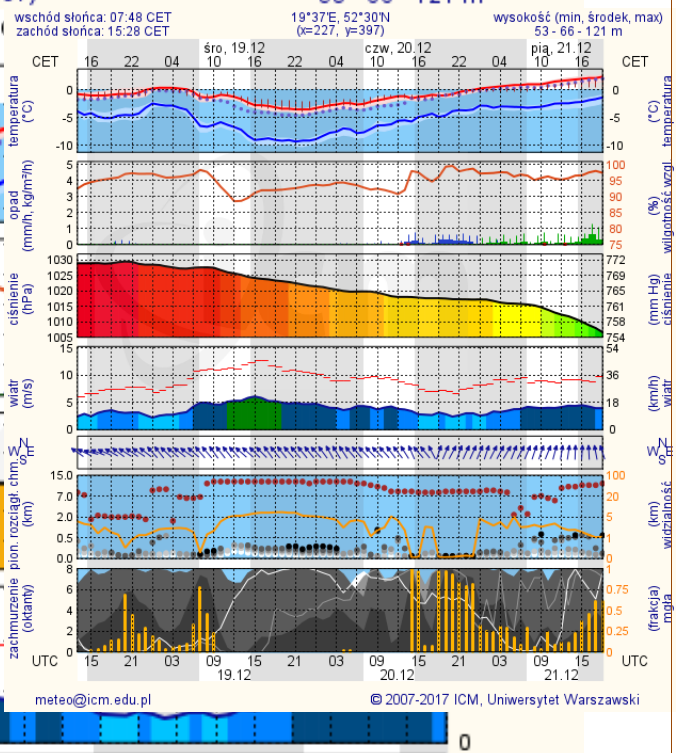 wschód słońca: 07:48 CET
zachód słońca: 15:28 CET
19°37'E, 52°30'N
(x=227, y=397)
wysokość (min, środek, max)
53 - 66 - 121 m
śro, 19.12 czw, 20.12 pią, 21.12
CET 16 22 04 10 16 22 04 10 16 22 04 10 16 CET
temperatura (°C) 0 -5 -10 0 -5 -10 (°C) temperatura
opad (mm/h, kg/m²/h) 5 4 3 2 1 0 100 95 90 85 80 75 (%) wilgotność wzgl.
ciśnienie (hPa) 1030 1025 1020 1015 1010 1005 772 769 765 761 758 754 (mm Hg) ciśnienie
wiatr (m/s) 15 10 5 0 54 36 18 0 (km/h) wiatr
N W E S N W E S
pion. rozciągł. chm. (km) 15.0 7.0 2.0 0.5 0.0 100 20 5 1 0 (km) widzialność
zachmurzenie (oktanty) 8 6 4 2 0 1 0.75 0.5 0.25 0 (frakcja) mgła
UTC 15 21 03 09 15 21 03 09 15 21 03 09 15 UTC
19.12 20.12 21.12
meteo@icm.edu.pl © 2007-2017 ICM, Uniwersytet Warszawski
0